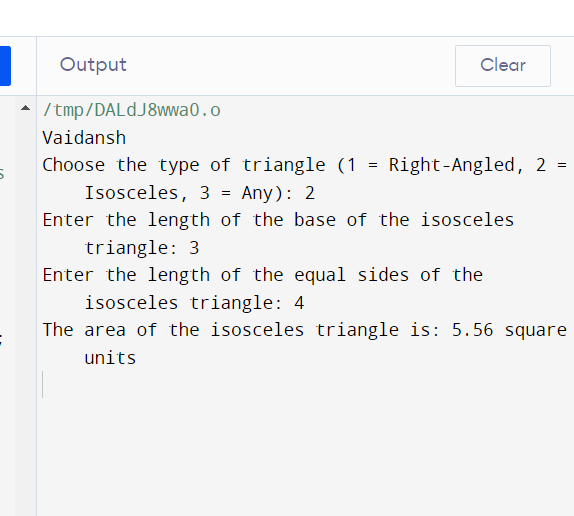 Output
Clear
/tmp/DALdJ8wwa0.o
Vaidansh
Choose the type of triangle (1 = Right-Angled, 2 =
Isosceles, 3 = Any): 2
Enter the length of the base of the isosceles
triangle: 3
Enter the length of the equal sides of the
isosceles triangle: 4
The area of the isosceles triangle is: 5.56 square
units
s
;